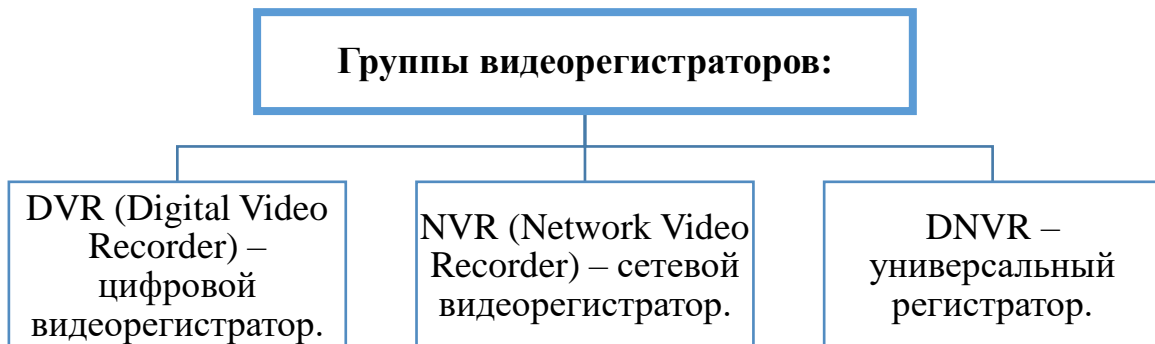 Группы видеорегистраторов:
DVR (Digital Video
Recorder) –
цифровой
видеорегистратор.
NVR (Network Video
Recorder) – сетевой
видеорегистратор.
DNVR –
универсальный
регистратор.